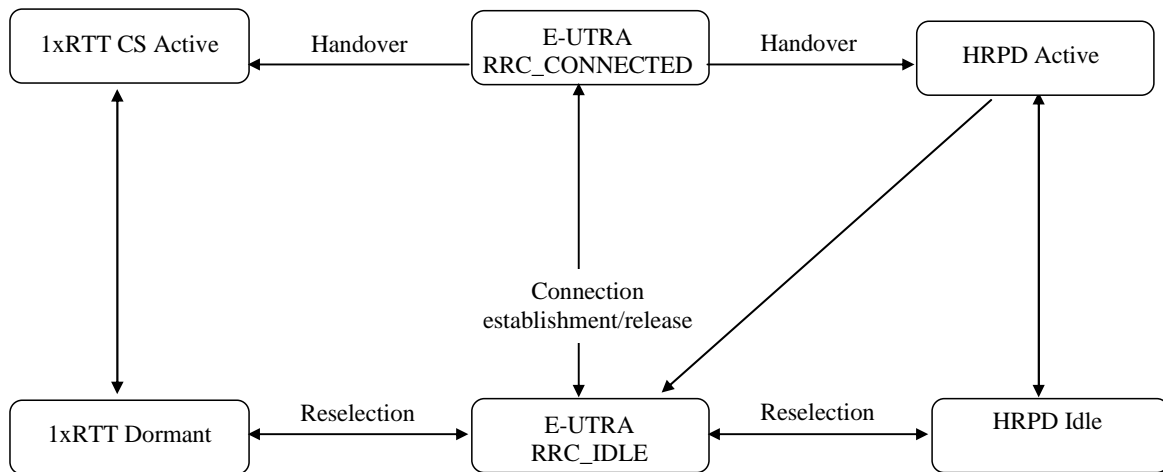 1xRTT CS Active
Handover
E-UTRA
RRC_CONNECTED
Handover
HRPD Active
Connection
establishment/release
1xRTT Dormant
Reselection
E-UTRA
RRC_IDLE
Reselection
HRPD Idle